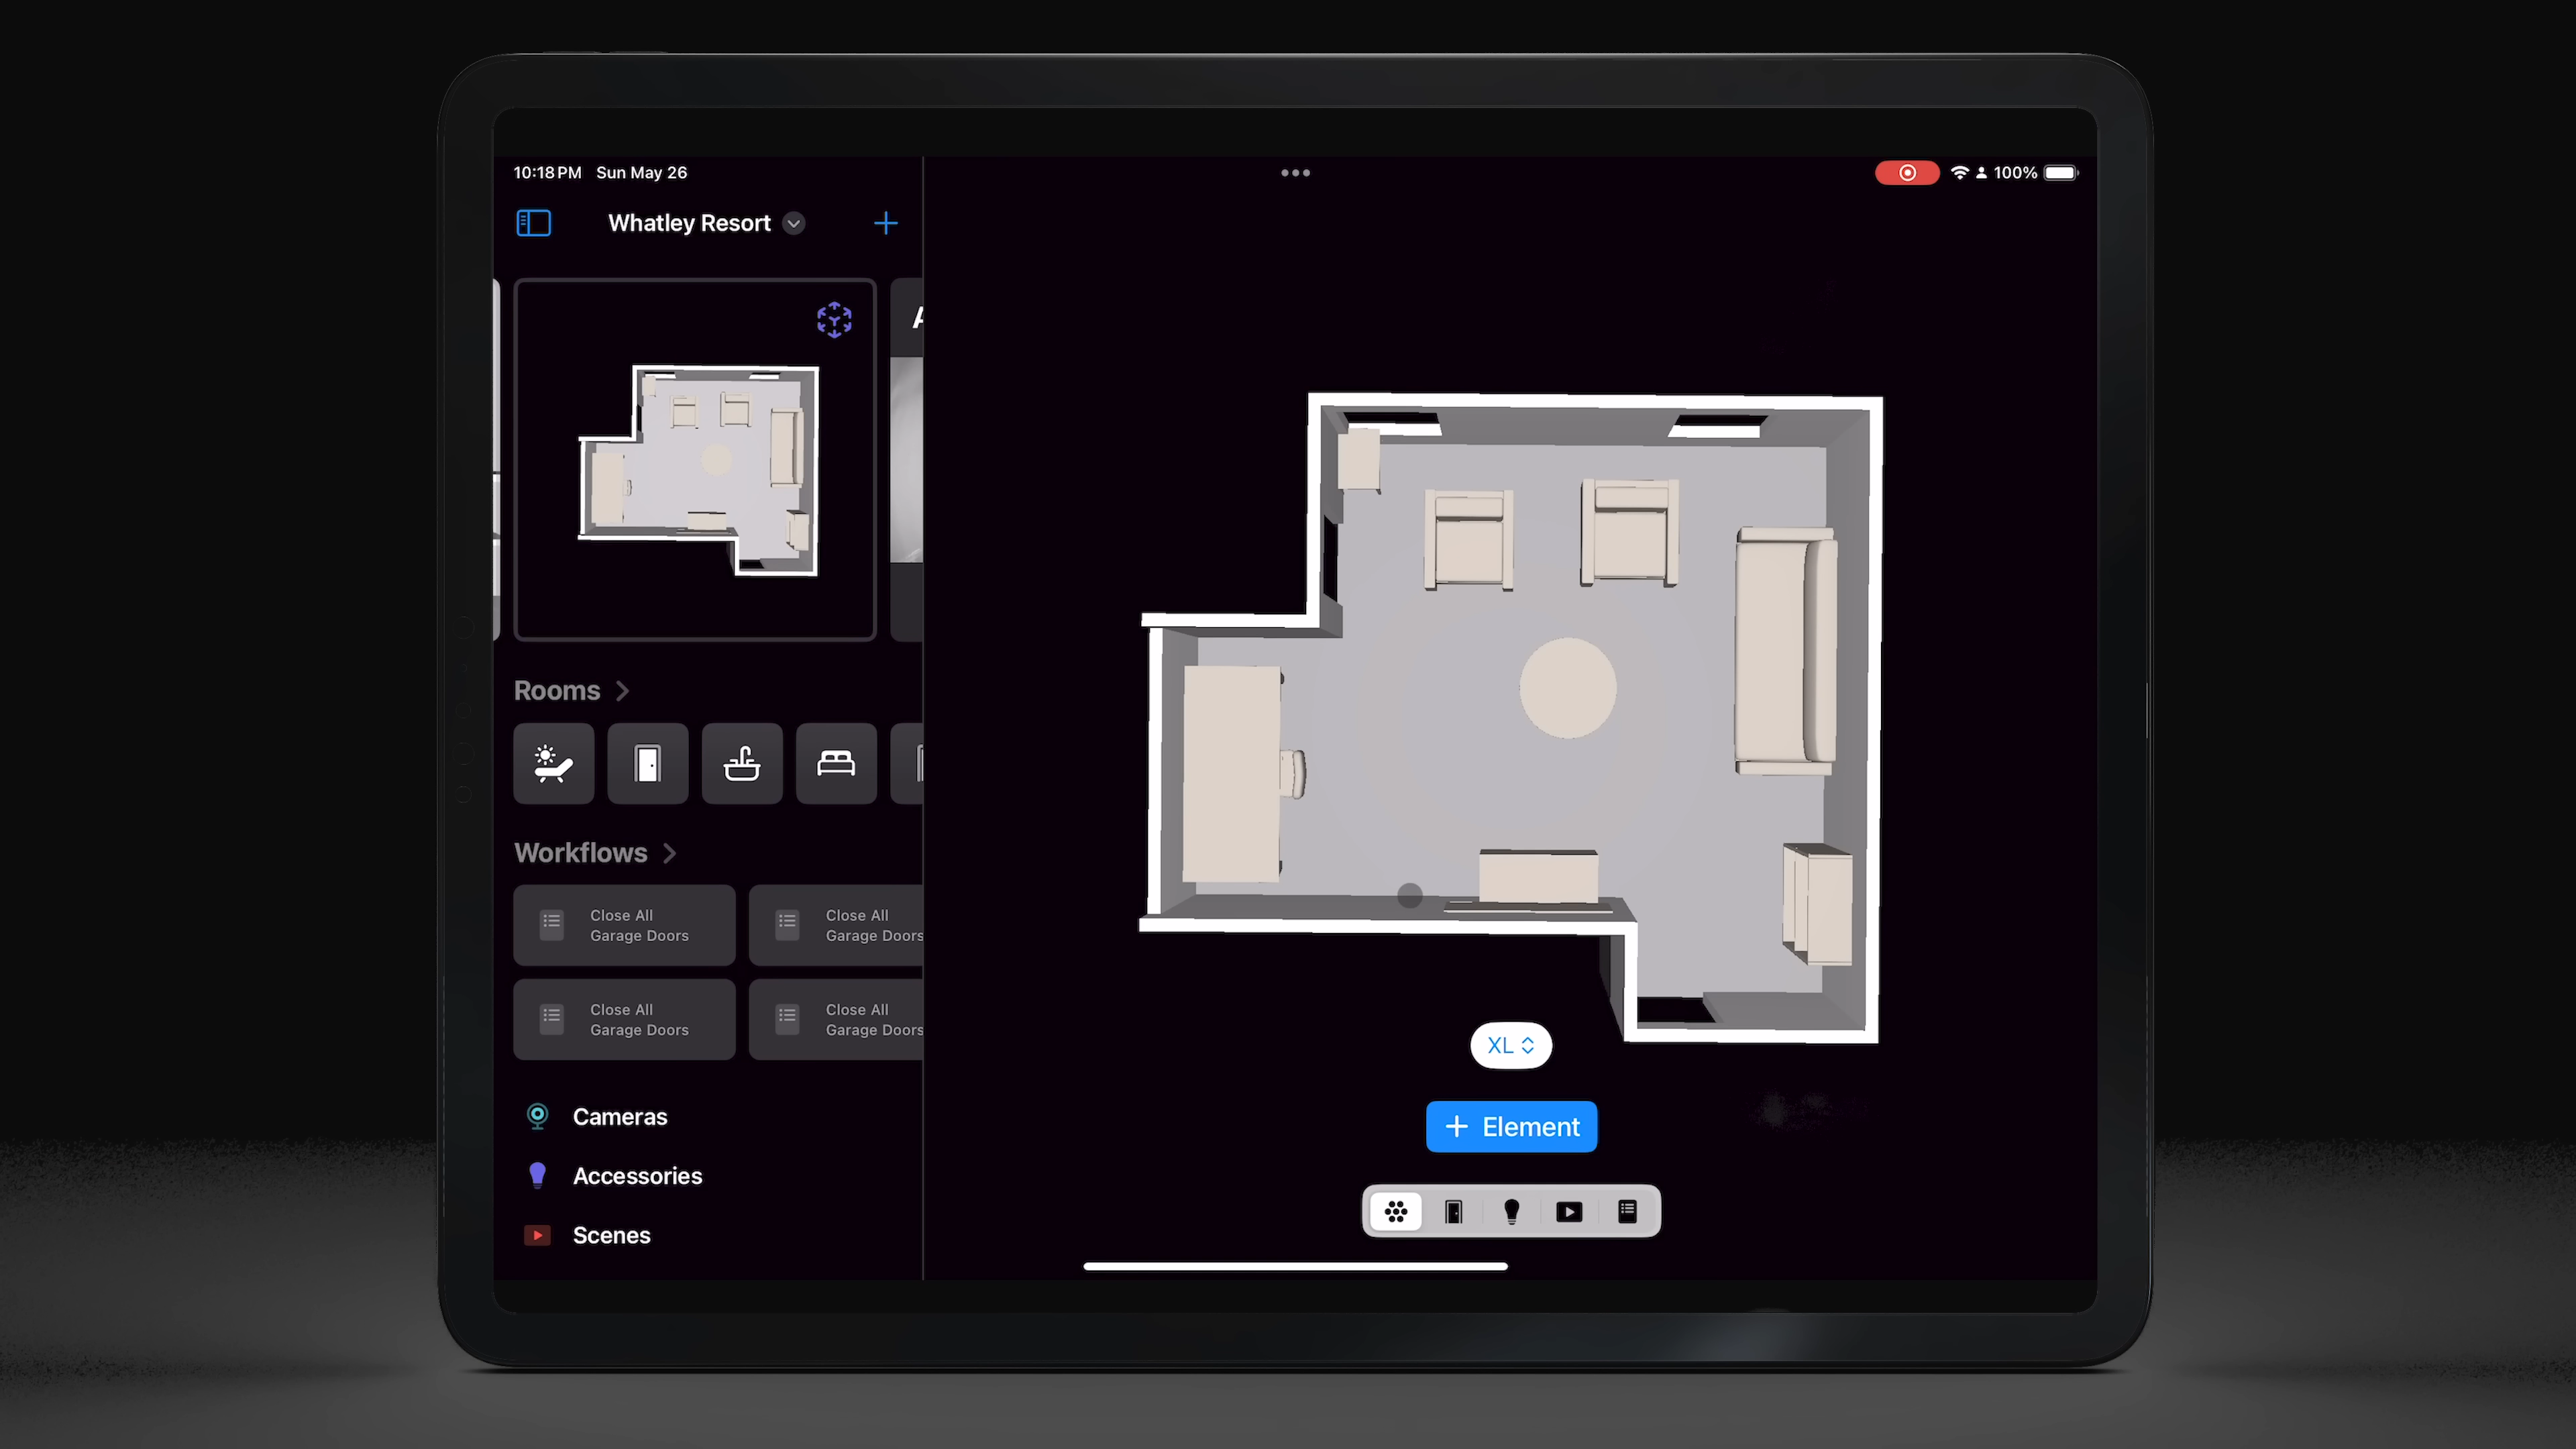 10:18 PM Sun May 26
100%
Whatley Resort
A
Rooms
Workflows
Close All
Garage Doors
Close All
Garage Doors
Close All
Garage Doors
Close All
Garage Doors
Cameras
Accessories
Scenes
XL
+ Element